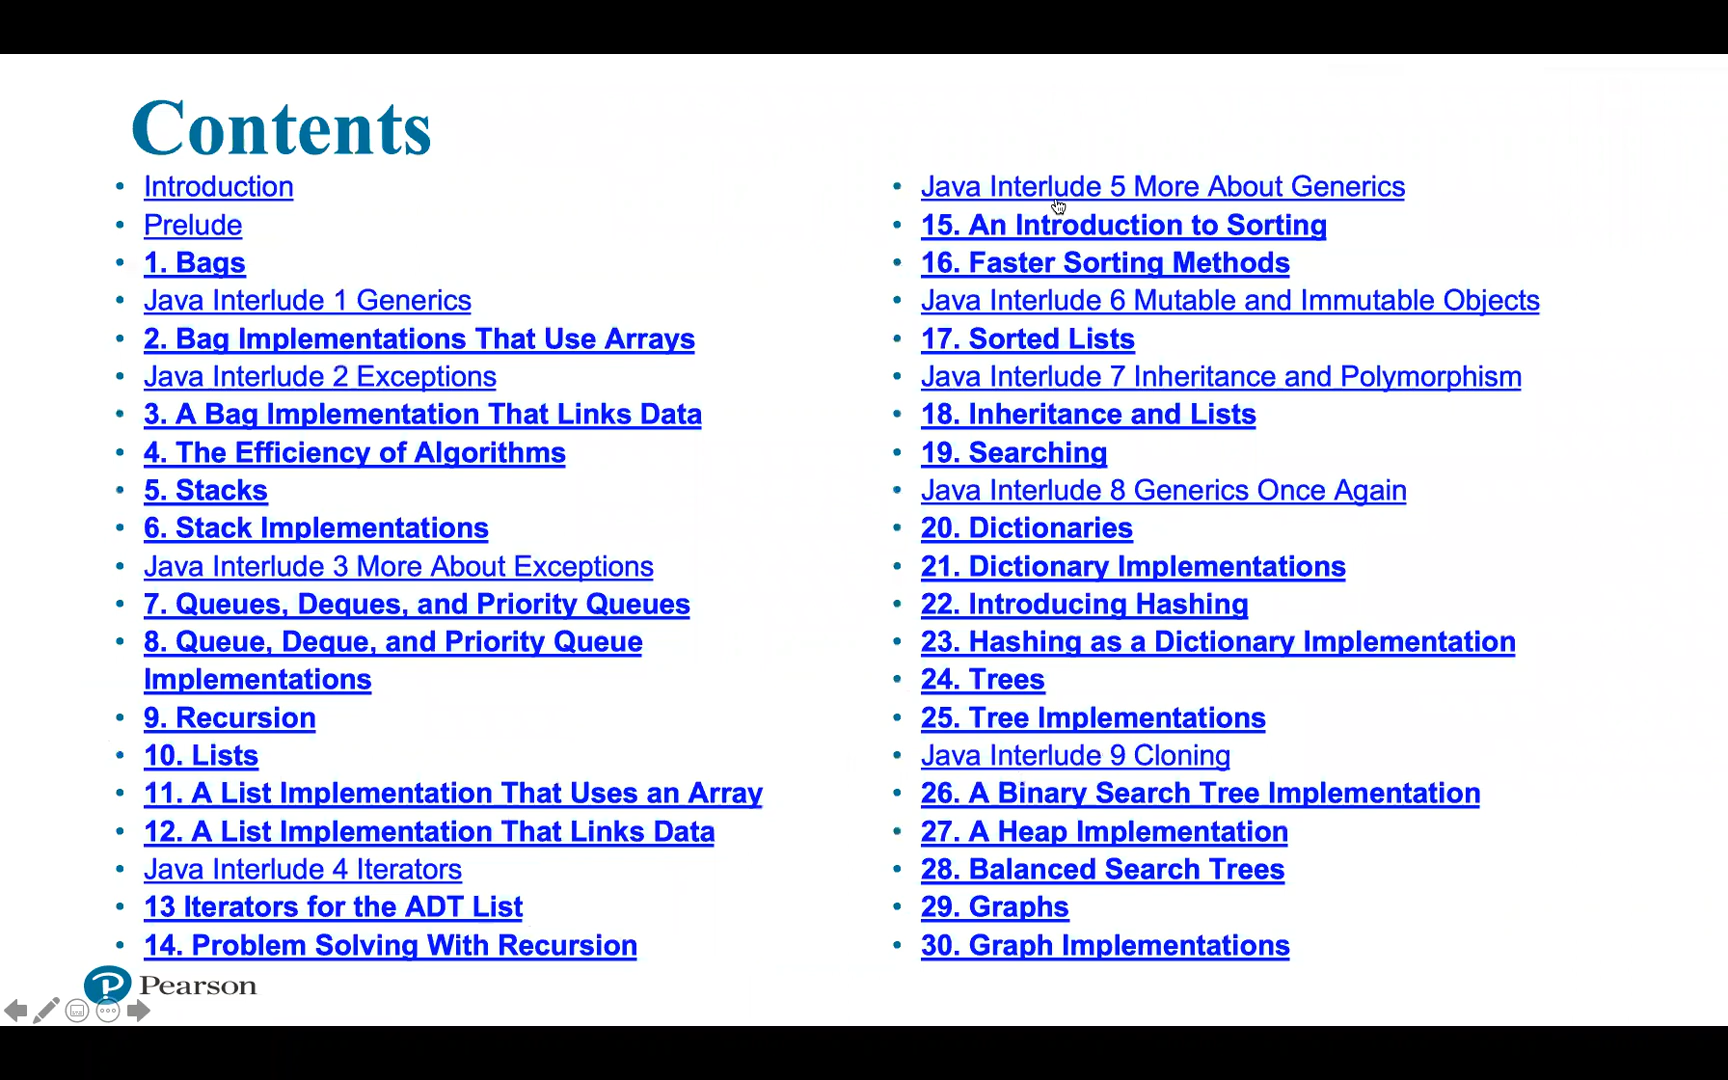 Contents
• Introduction
• Prelude
• 1. Bags
• Java Interlude 1 Generics
• 2. Bag Implementations That Use Arrays
• Java Interlude 2 Exceptions
• 3. A Bag Implementation That Links Data
• 4. The Efficiency of Algorithms
• 5. Stacks
• 6. Stack Implementations
• Java Interlude 3 More About Exceptions
• 7. Queues, Deques, and Priority Queues
• 8. Queue, Deque, and Priority Queue
Implementations
• 9. Recursion
• 10. Lists
• 11. A List Implementation That Uses an Array
• 12. A List Implementation That Links Data
• Java Interlude 4 Iterators
• 13 Iterators for the ADT List
• 14. Problem Solving With Recursion
• Java Interlude 5 More About Generics
• 15. An Introduction to Sorting
• 16. Faster Sorting Methods
• Java Interlude 6 Mutable and Immutable Objects
• 17. Sorted Lists
• Java Interlude 7 Inheritance and Polymorphism
• 18. Inheritance and Lists
• 19. Searching
• Java Interlude 8 Generics Once Again
• 20. Dictionaries
• 21. Dictionary Implementations
• 22. Introducing Hashing
• 23. Hashing as a Dictionary Implementation
• 24. Trees
• 25. Tree Implementations
• Java Interlude 9 Cloning
• 26. A Binary Search Tree Implementation
• 27. A Heap Implementation
• 28. Balanced Search Trees
• 29. Graphs
• 30. Graph Implementations
Pearson